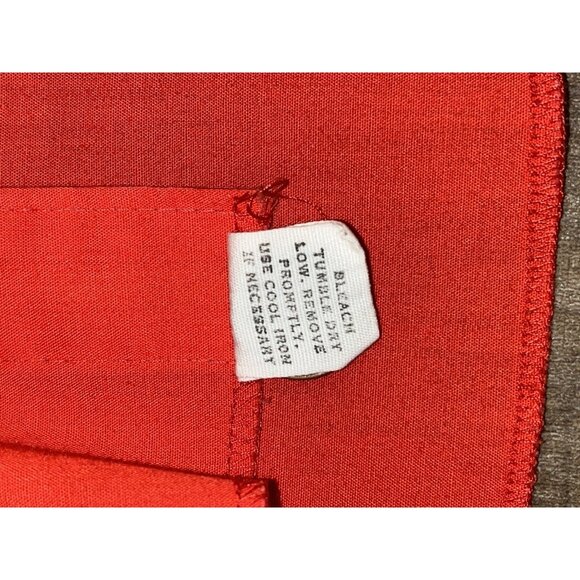 BLEACH
TUMBLE DRY
LOW. REMOVE
PROMPTLY.
USE COOL IRON
IF NECESSARY